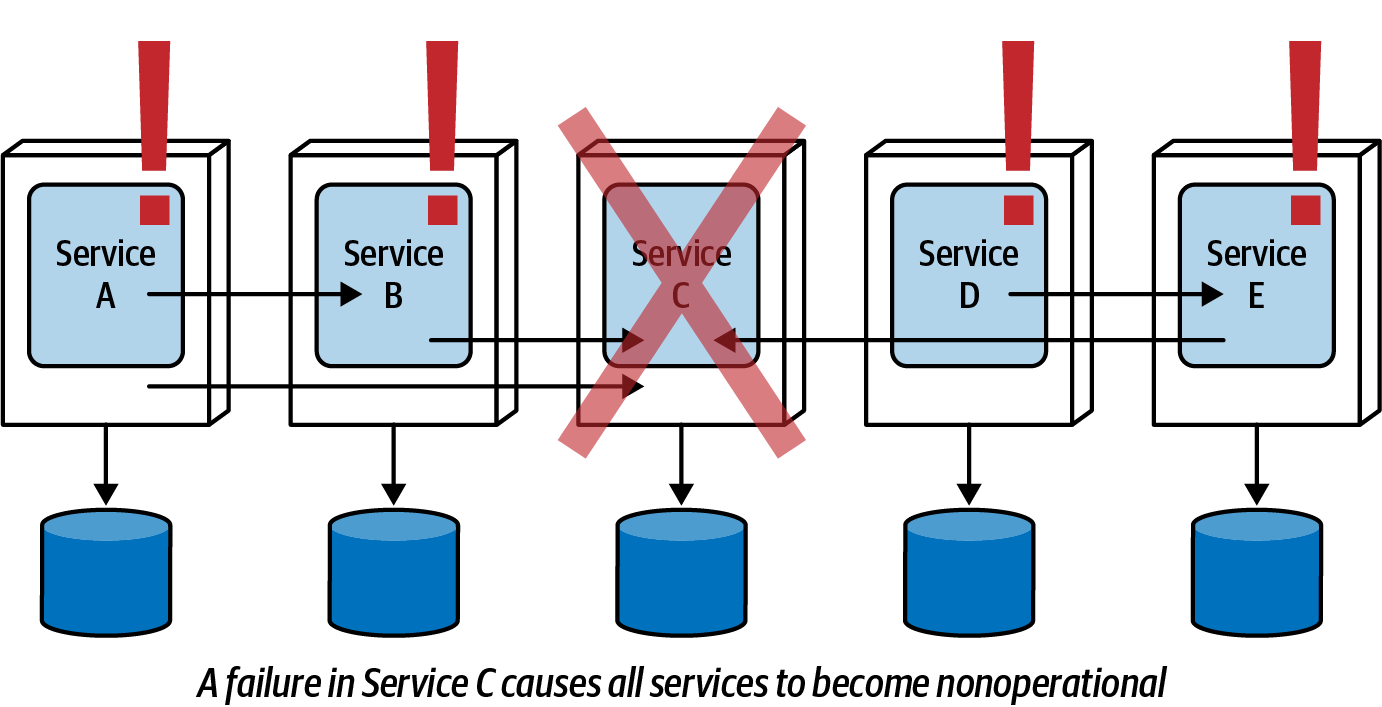 Service
A
Service
B
Service
C
Service
D
Service
E
A failure in Service C causes all services to become nonoperational